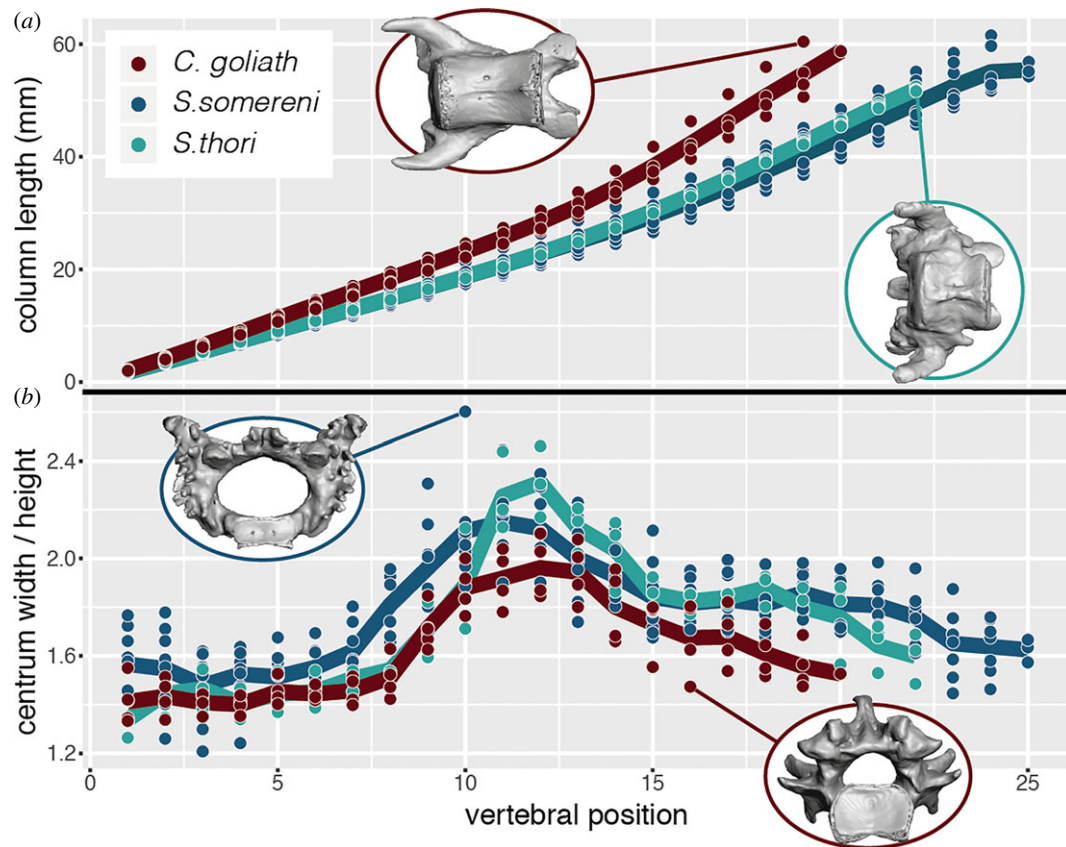 (a)
60
40
20
0
column length (mm)
C. goliath
S.somereni
S.thori
(b)
2.4
2.0
1.6
1.2
centrum width / height
0 5 10 15 20 25
vertebral position